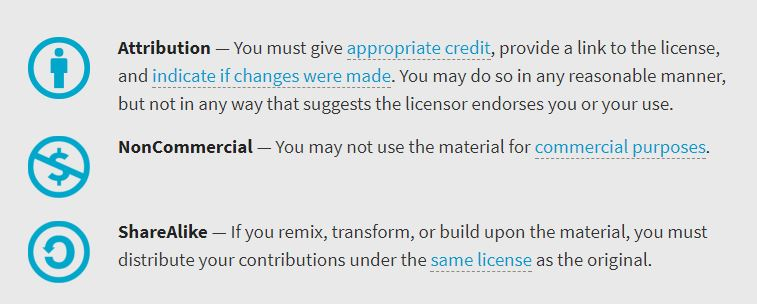 Attribution — You must give appropriate credit, provide a link to the license,
and indicate if changes were made. You may do so in any reasonable manner,
but not in any way that suggests the licensor endorses you or your use.
NonCommercial — You may not use the material for commercial purposes.
ShareAlike — If you remix, transform, or build upon the material, you must
distribute your contributions under the same license as the original.